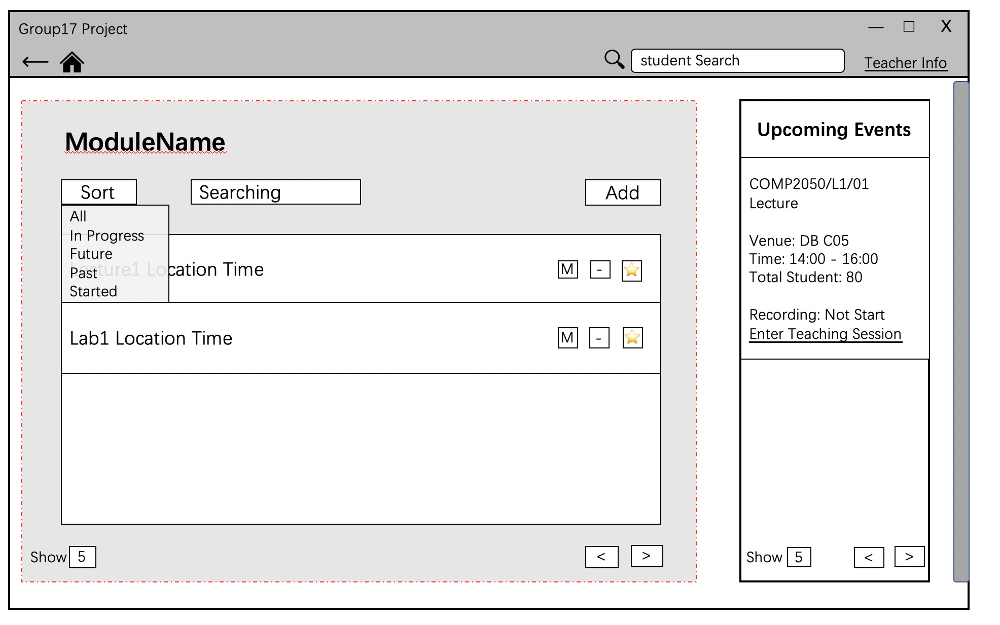 Group17 Project
— □ X
student Search
Teacher Info
ModuleName
Sort
Searching
Add
All
In Progress
Future
Past
Started
Lecture1 Location Time
M
-
Lab1 Location Time
M
-
Show 5
<
>
Upcoming Events
COMP2050/L1/01
Lecture
Venue: DB C05
Time: 14:00 - 16:00
Total Student: 80
Recording: Not Start
Enter Teaching Session
Show 5
<
>